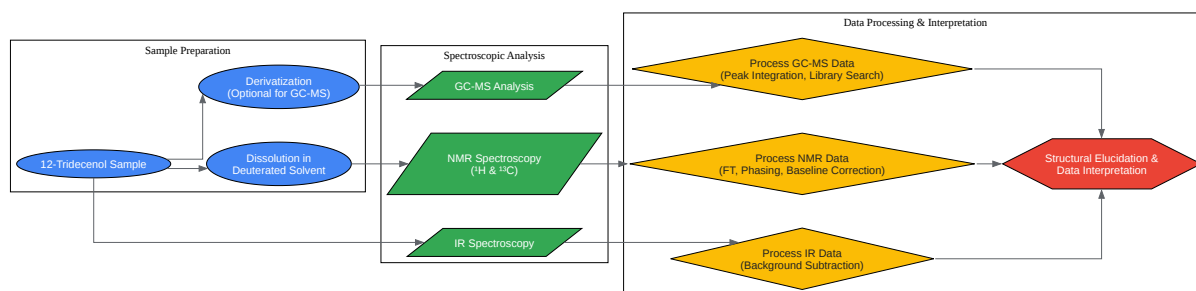 Data Processing & Interpretation
Sample Preparation
Spectroscopic Analysis
Derivatization
(Optional for GC-MS)
GC-MS Analysis
Process GC-MS Data
(Peak Integration, Library Search)
12-Tridecenol Sample
Dissolution in
Deuterated Solvent
NMR Spectroscopy
(¹H & ¹³C)
Process NMR Data
(FT, Phasing, Baseline Correction)
Structural Elucidation &
Data Interpretation
IR Spectroscopy
Process IR Data
(Background Subtraction)